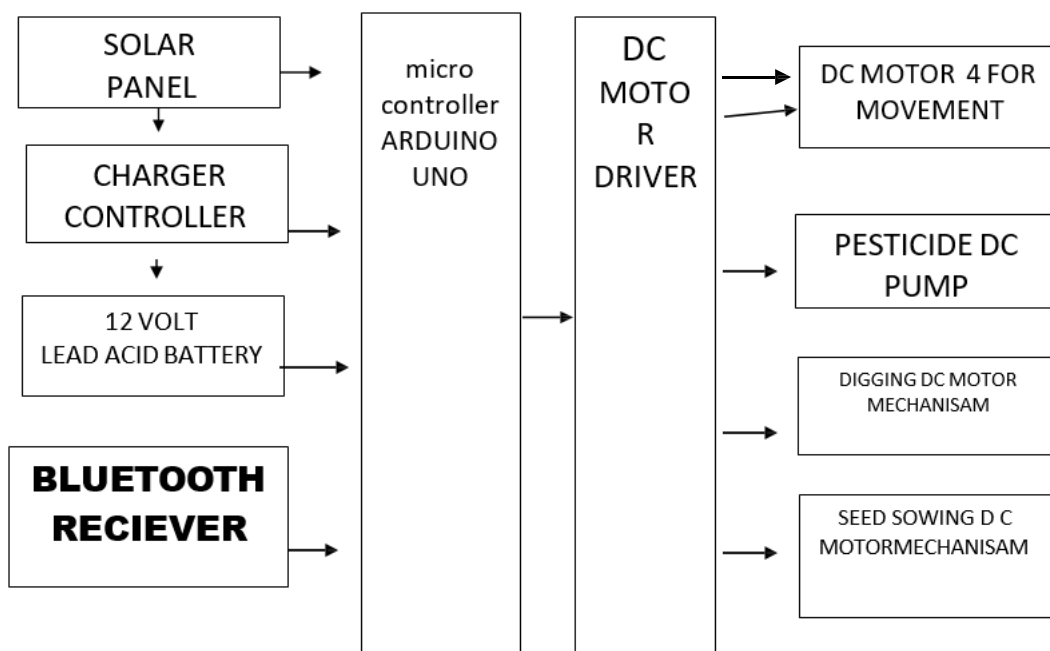 SOLAR
PANEL
CHARGER
CONTROLLER
12 VOLT
LEAD ACID BATTERY
BLUETOOTH
RECIEVER
micro
controller
ARDUINO
UNO
DC
MOTO
R
DRIVER
DC MOTOR 4 FOR
MOVEMENT
PESTICIDE DC
PUMP
DIGGING DC MOTOR
MECHANISAM
SEED SOWING D C
MOTORMECHANISAM